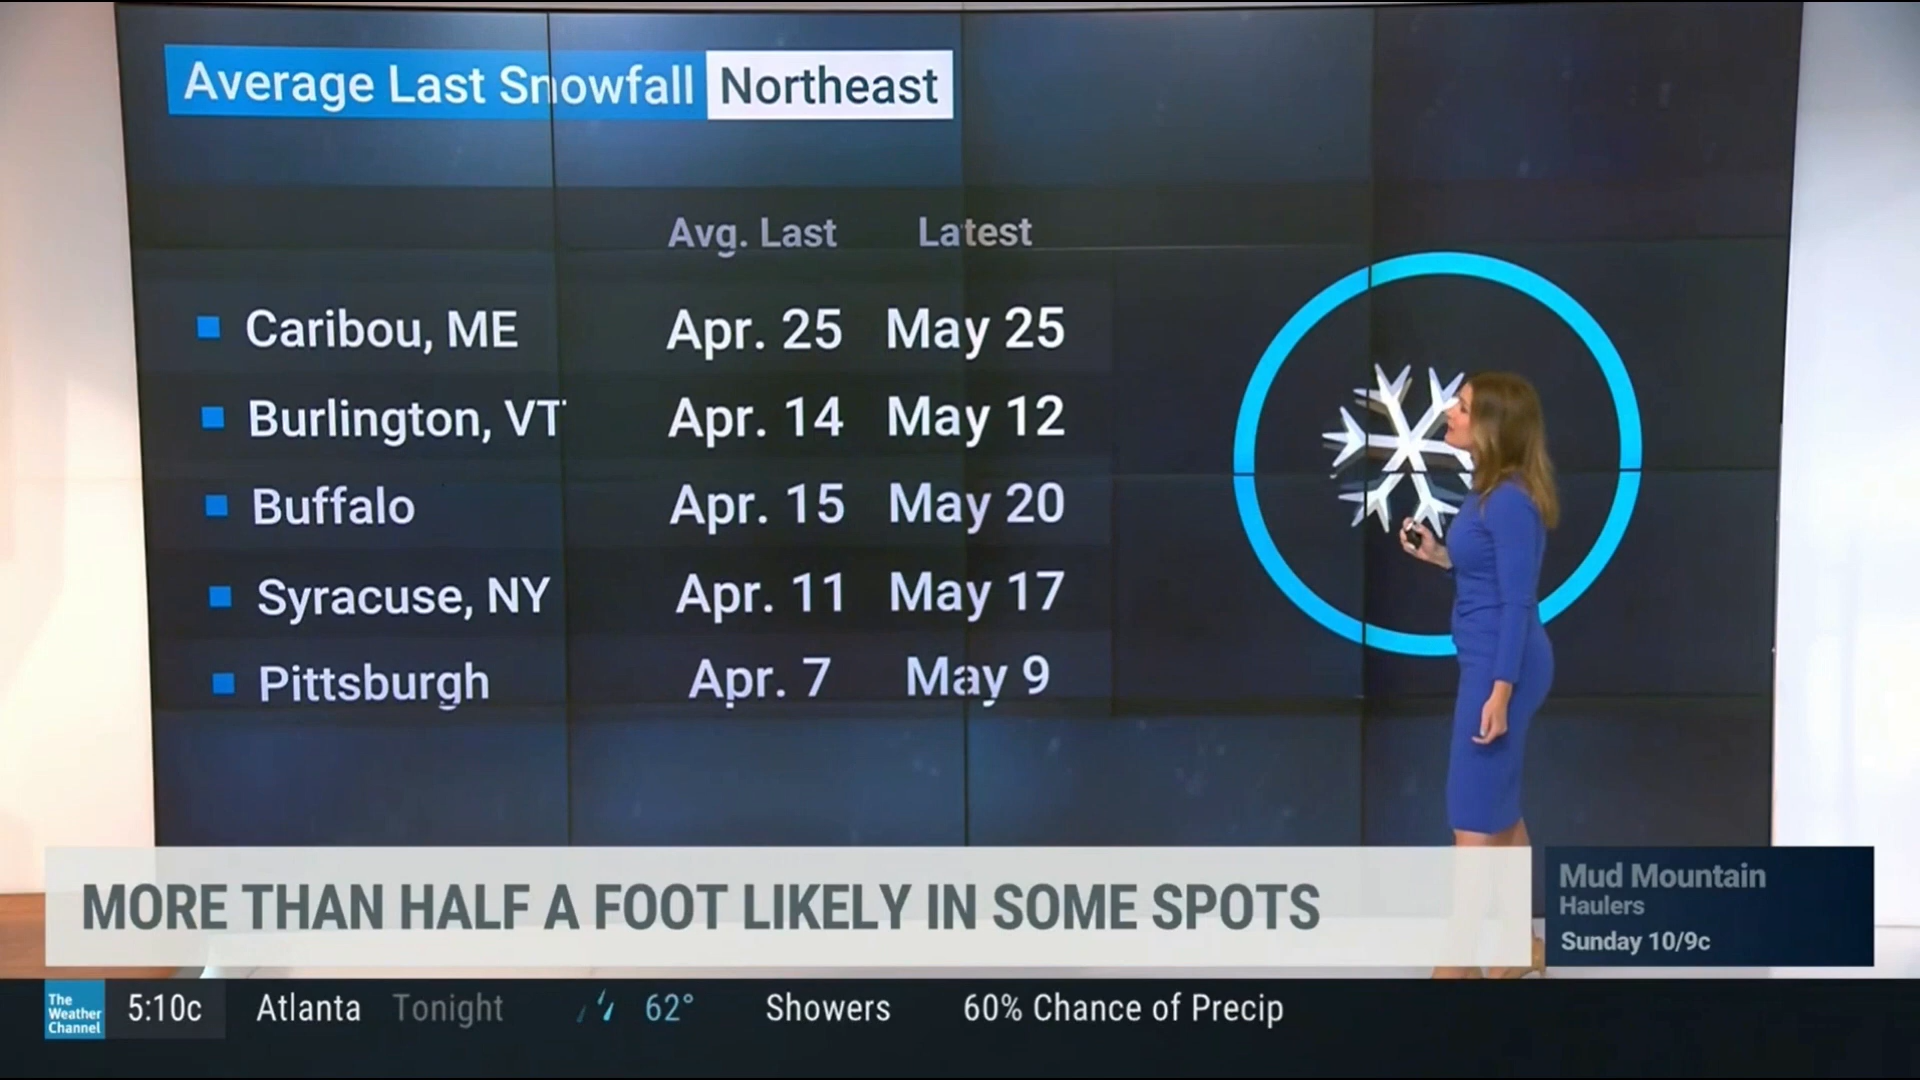 Average Last Snowfall Northeast
Avg. Last Latest
Caribou, ME Apr. 25 May 25
Burlington, VT Apr. 14 May 12
Buffalo Apr. 15 May 20
Syracuse, NY Apr. 11 May 17
Pittsburgh Apr. 7 May 9
MORE THAN HALF A FOOT LIKELY IN SOME SPOTS
Mud Mountain
Haulers
Sunday 10/9c
The
Weather
Channel
5:10c Atlanta Tonight 62° Showers 60% Chance of Precip